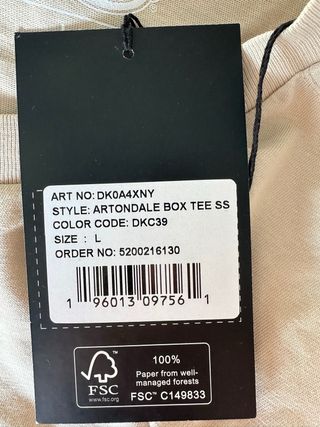 ART NO: DK0A4XNY
STYLE: ARTONDALE BOX TEE SS
COLOR CODE: DKC39
SIZE : L
ORDER NO: 5200216130
1 96013 09756 1
FSC
www.fsc.org
100%
Paper from well-
managed forests
FSC™ C149833